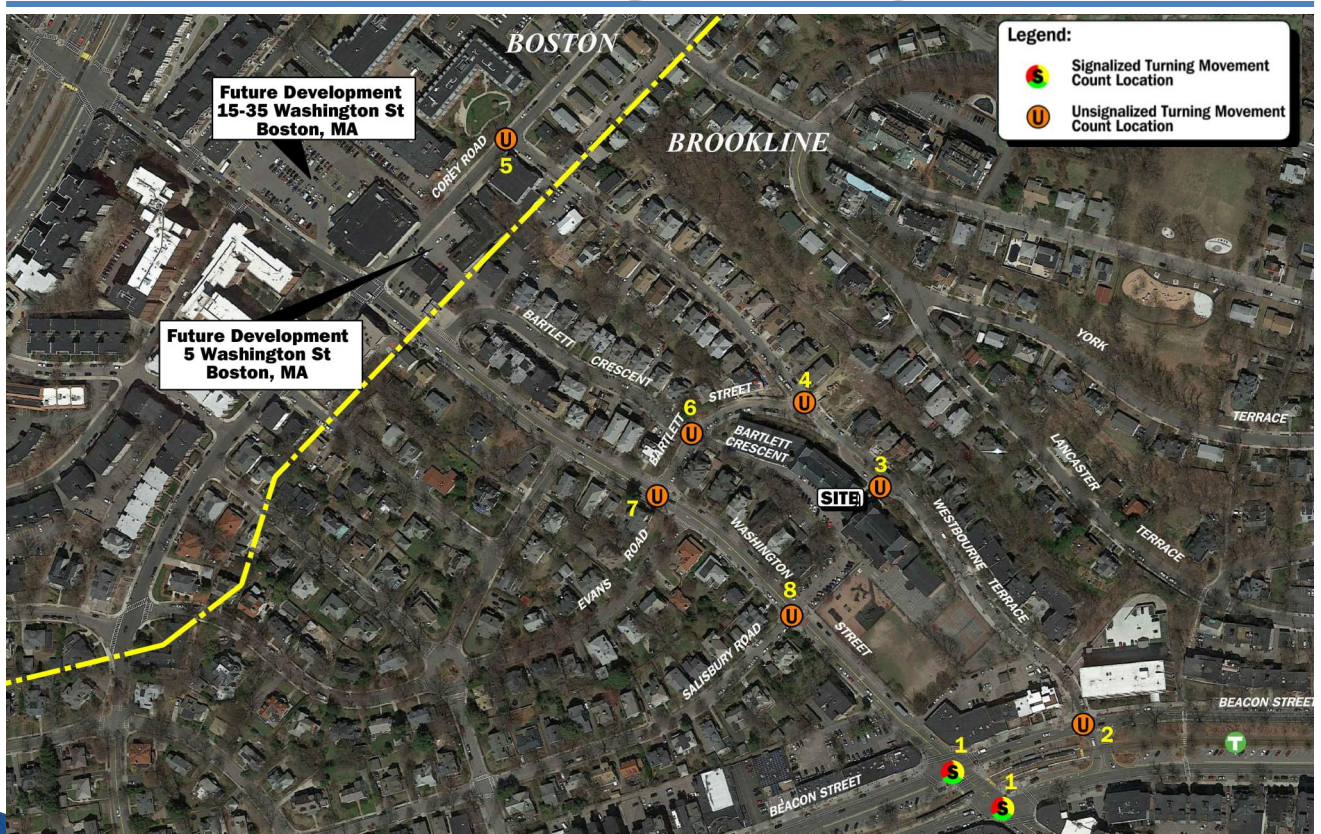 BOSTON
Legend:
S
Signalized Turning Movement
Count Location
U
Unsignalized Turning Movement
Count Location
Future Development
15-35 Washington St
Boston, MA
U
5
COREY ROAD
BROOKLINE
Future Development
5 Washington St
Boston, MA
BARTLETT
CRESCENT
YORK
TERRACE
STREET
4
U
6
U
BARTLETT
BARTLETT
CRESCENT
LANCASTER
TERRACE
3
U
SITE
7
U
WESTBOURNE TERRACE
WASHINGTON
STREET
EVANS
ROAD
8
U
SALISBURY ROAD
BEACON STREET
U
2
T
1
S
1
S
BEACON STREET